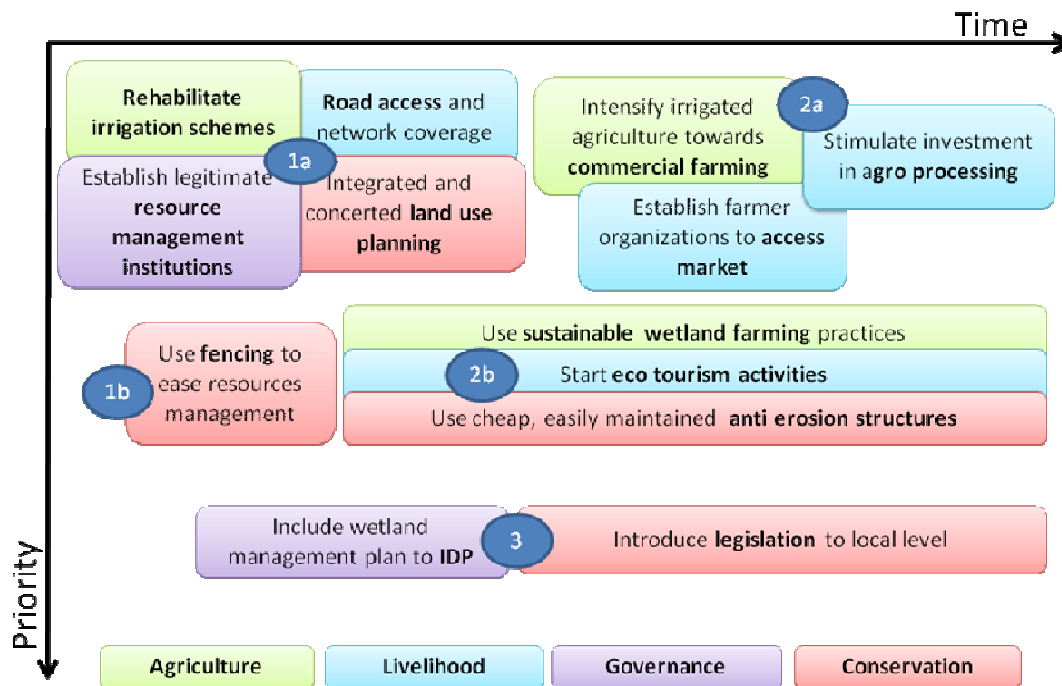 Time
Rehabilitate
irrigation schemes
Road access and
network coverage
1a
Establish legitimate
resource
management
institutions
Integrated and
concerted land use
planning
Intensify irrigated
agriculture towards
commercial farming
2a
Stimulate investment
in agro processing
Establish farmer
organizations to access
market
1b
Use fencing to
ease resources
management
Use sustainable wetland farming practices
2b
Start eco tourism activities
Use cheap, easily maintained anti erosion structures
Include wetland
management plan to IDP
3
Introduce legislation to local level
Priority
Agriculture
Livelihood
Governance
Conservation